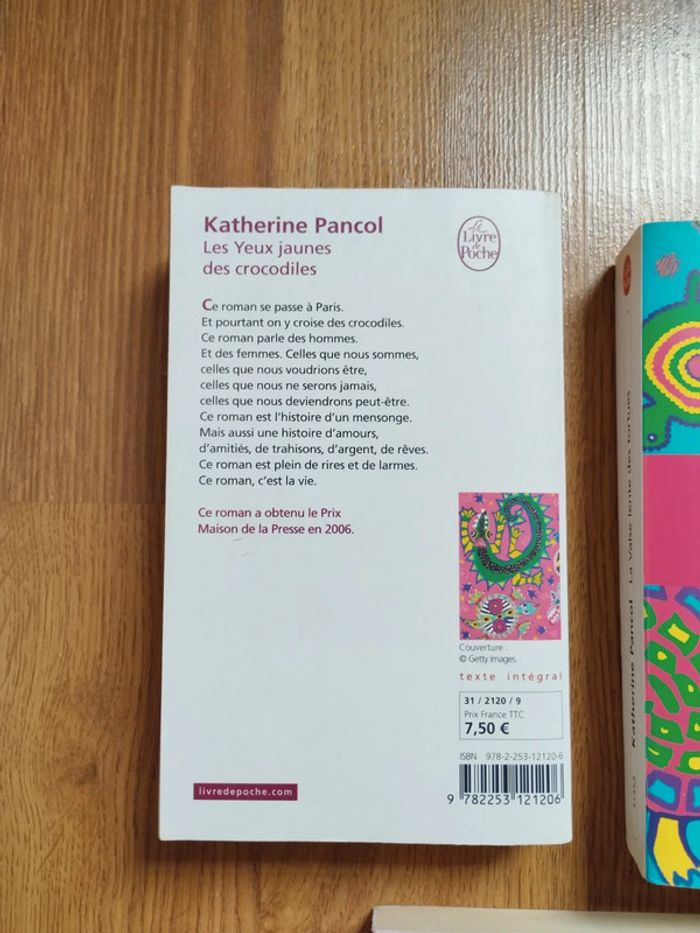 Katherine Pancol
Les Yeux jaunes
des crocodiles
Le
Livre
de
Poche
Ce roman se passe à Paris.
Et pourtant on y croise des crocodiles.
Ce roman parle des hommes.
Et des femmes. Celles que nous sommes,
celles que nous voudrions être,
celles que nous ne serons jamais,
celles que nous deviendrons peut-être.
Ce roman est l'histoire d'un mensonge.
Mais aussi une histoire d'amours,
d'amitiés, de trahisons, d'argent, de rêves.
Ce roman est plein de rires et de larmes.
Ce roman, c'est la vie.
Ce roman a obtenu le Prix
Maison de la Presse en 2006.
Couverture :
© Getty Images.
texte intégral
31 / 2120 / 9
Prix France TTC
7,50 €
ISBN 978-2-253-12120-6
9 782253 121206
livredepoche.com
Katherine Pancol La Valse lente des tortues